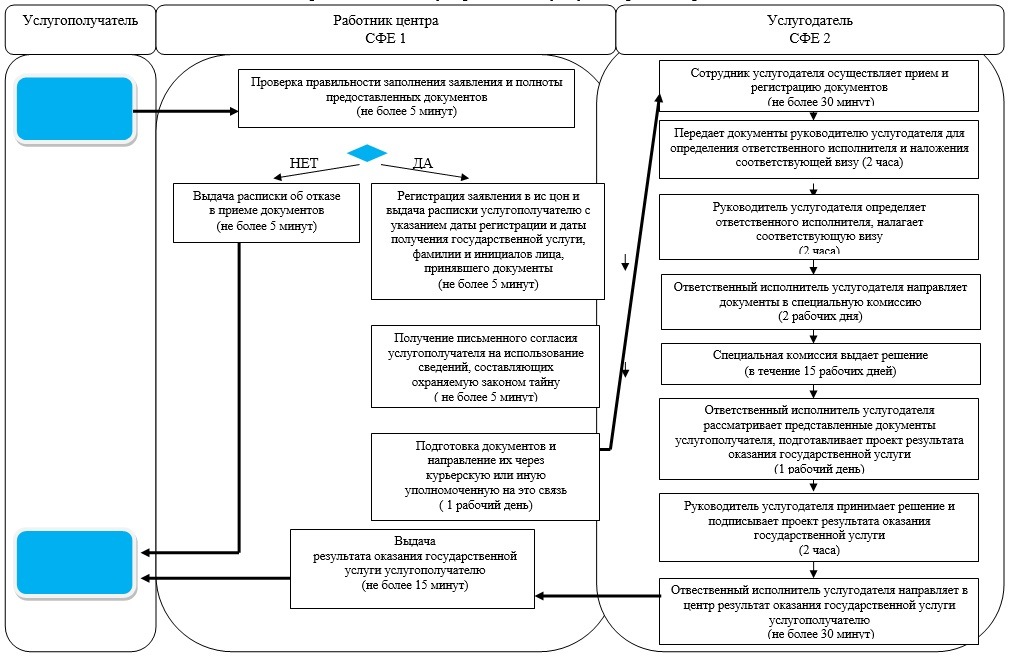 Услугополучатель
Работник центра
СФЕ 1
Услугодатель
СФЕ 2
Проверка правильности заполнения заявления и полноты
предоставленных документов
(не более 5 минут)
НЕТ
ДА
Выдача расписки об отказе
в приеме документов
(не более 5 минут)
Регистрация заявления в ис цон и
выдача расписки услугополучателю с
указанием даты регистрации и даты
получения государственной услуги,
фамилии и инициалов лица,
принявшего документы
(не более 5 минут)
Получение письменного согласия
услугополучателя на использование
сведений, составляющих
охраняемую законом тайну
( не более 5 минут)
Подготовка документов и
направление их через
курьерскую или иную
уполномоченную на это связь
( 1 рабочий день)
Выдача
результата оказания государственной
услуги услугополучателю
(не более 15 минут)
Сотрудник услугодателя осуществляет прием и
регистрацию документов
(не более 30 минут)
Передает документы руководителю услугодателя для
определения ответственного исполнителя и наложения
соответствующей визу (2 часа)
Руководитель услугодателя определяет
ответственного исполнителя, налагает
соответствующую визу
(2 часа)
Ответственный исполнитель услугодателя направляет
документы в специальную комиссию
(2 рабочих дня)
Специальная комиссия выдает решение
(в течение 15 рабочих дней)
Ответственный исполнитель услугодателя
рассматривает представленные документы
услугополучателя, подготавливает проект результата
оказания государственной услуги
(1 рабочий день)
Руководитель услугодателя принимает решение и
подписывает проект результата оказания
государственной услуги
(2 часа)
Отвественный исполнитель услугодателя направляет в
центр результат оказания государственной услуги
услугополучателю
(не более 30 минут)